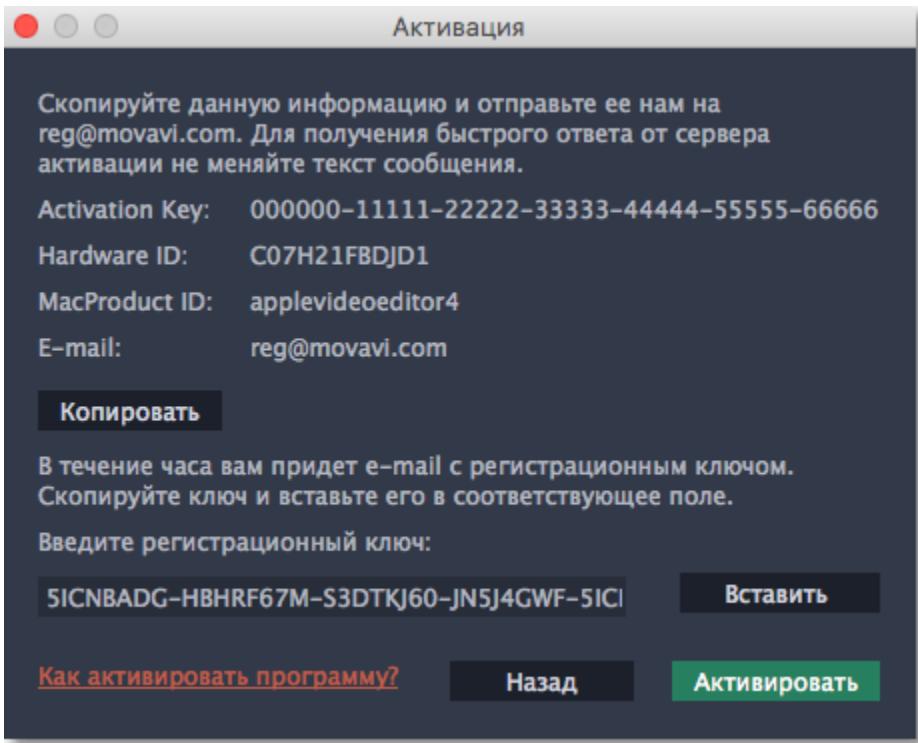 Активация
Скопируйте данную информацию и отправьте ее нам на
reg@movavi.com. Для получения быстрого ответа от сервера
активации не меняйте текст сообщения.
Activation Key: 000000-11111-22222-33333-44444-55555-66666
Hardware ID: C07H21FBDJD1
MacProduct ID: applevideoeditor4
E-mail: reg@movavi.com
Копировать
В течение часа вам придет e-mail с регистрационным ключом.
Скопируйте ключ и вставьте его в соответствующее поле.
Введите регистрационный ключ:
5ICNBADG-HBHRF67M-S3DTKJ60-JN5J4GWF-5ICI Вставить
Как активировать программу? Назад Активировать